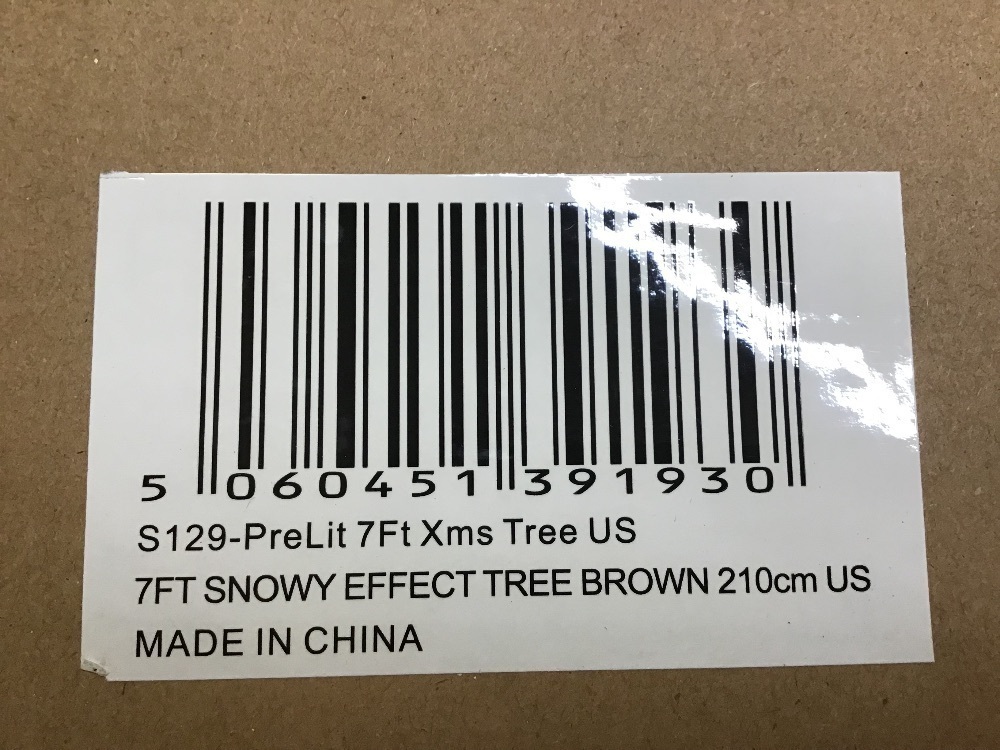 5 060451 391930
S129-PreLit 7Ft Xms Tree US
7FT SNOWY EFFECT TREE BROWN 210cm US
MADE IN CHINA